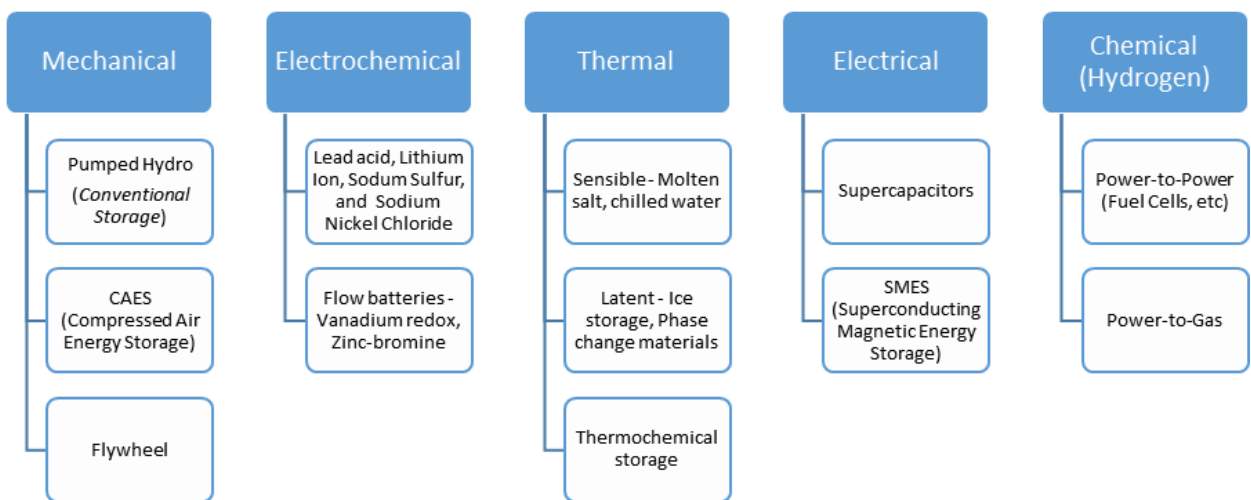 Mechanical
Pumped Hydro
(Conventional
Storage)
CAES
(Compressed Air
Energy Storage)
Flywheel
Electrochemical
Lead acid, Lithium
Ion, Sodum Sulfur,
and Sodium
Nickel Chloride
Flow batteries -
Vanadium redox,
Zinc-bromine
Thermal
Sensible - Molten
salt, chilled water
Latent - Ice
storage, Phase
change materials
Thermochemical
storage
Electrical
Supercapacitors
SMES
(Superconducting
Magnetic Energy
Storage)
Chemical
(Hydrogen)
Power-to-Power
(Fuel Cells, etc)
Power-to-Gas